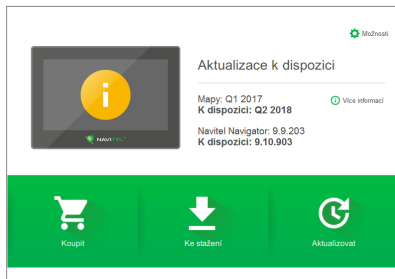 Možnosti
Aktualizace k dispozici
Mapy: Q1 2017
K dispozici: Q2 2018
Více informací
Navitel Navigator: 9.9.203
K dispozici: 9.10.903
NAVITEL
Koupit
Ke stažení
Aktualizovat